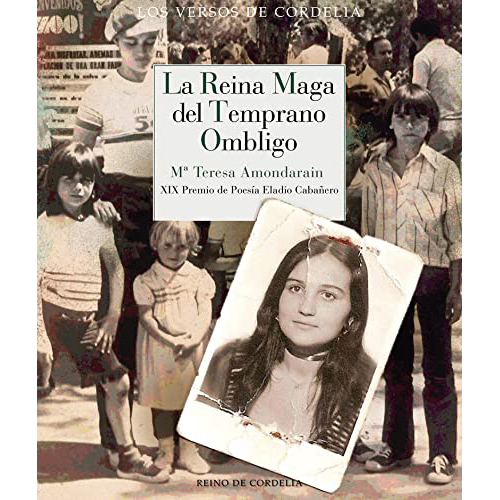 LOS VERSOS DE CORDELIA
ZOO!
La Reina Maga
del Temprano
Ombligo
Mª Teresa Amondarain
XIX Premio de Poesía Eladio Cabañero
REINO DE CORDELIA